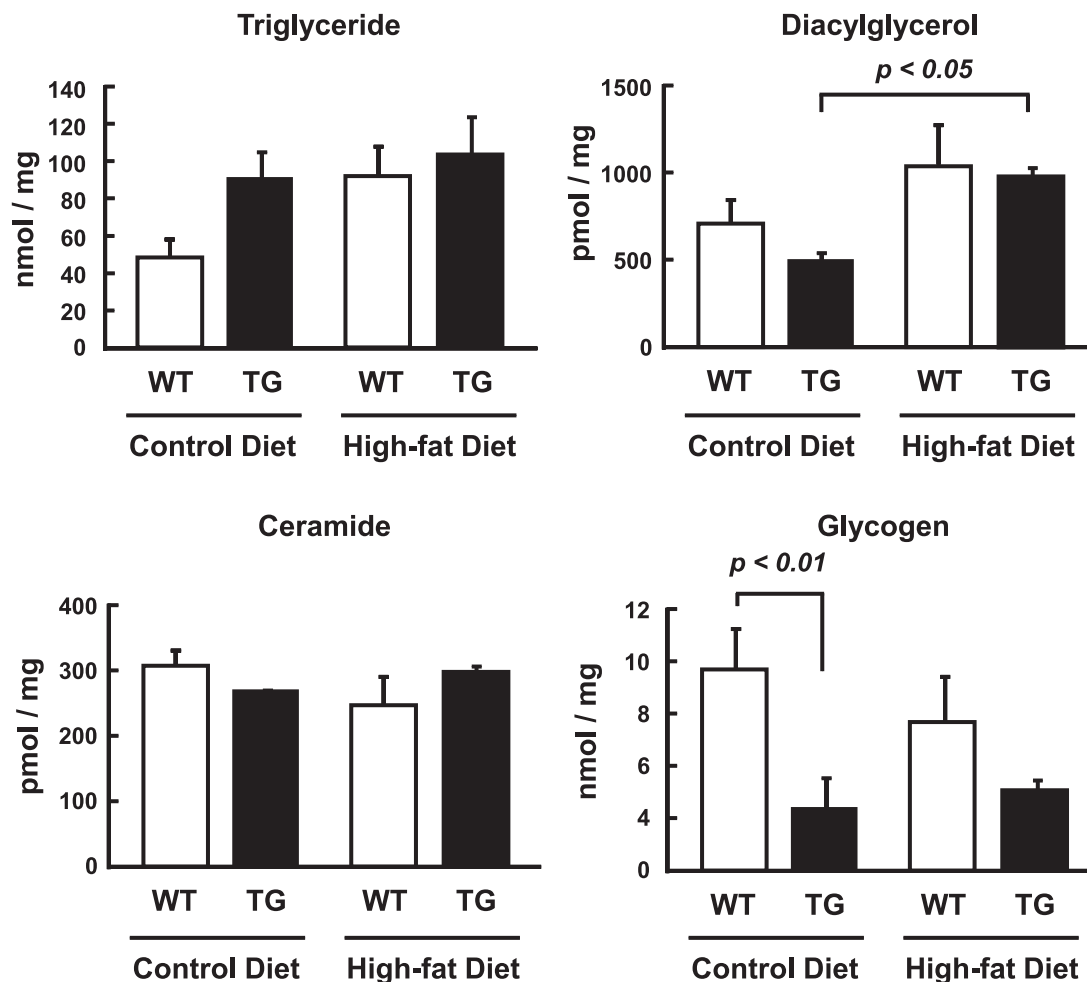 Triglyceride
nmol / mg
140
120
100
80
60
40
20
0
WT TG WT TG
Control Diet High-fat Diet
Diacylglycerol
p < 0.05
pmol / mg
1500
1000
500
0
WT TG WT TG
Control Diet High-fat Diet
Ceramide
pmol / mg
400
300
200
100
0
WT TG WT TG
Control Diet High-fat Diet
Glycogen
p < 0.01
nmol / mg
12
10
8
6
4
2
0
WT TG WT TG
Control Diet High-fat Diet